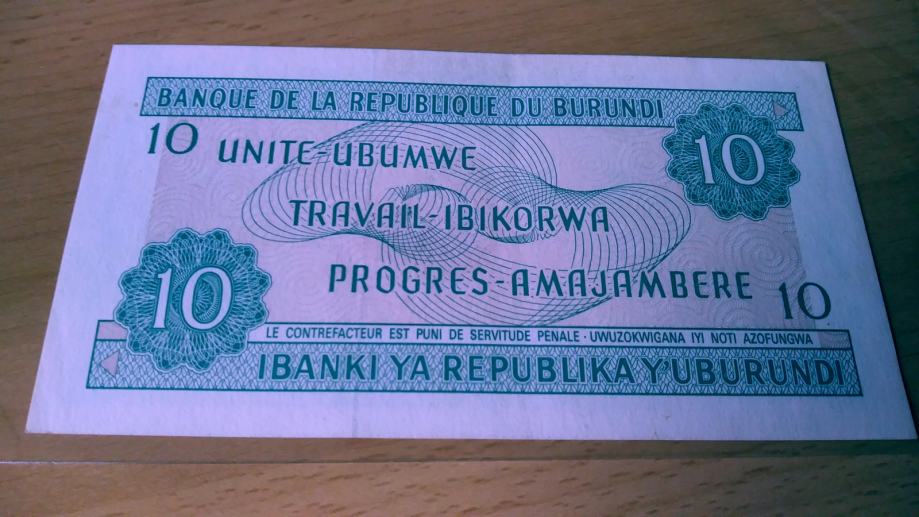 BANQUE DE LA REPUBLIQUE DU BURUNDI
10
10
UNITE-UBUMWE
TRAVAIL-IBIKORWA
PROGRES-AMAJAMBERE
10
10
LE CONTREFACTEUR EST PUNI DE SERVITUDE PENALE · UWUZOKWIGANA IYI NOTI AZOFUNGWA
IBANKI YA REPUBLIKA Y'UBURUNDI